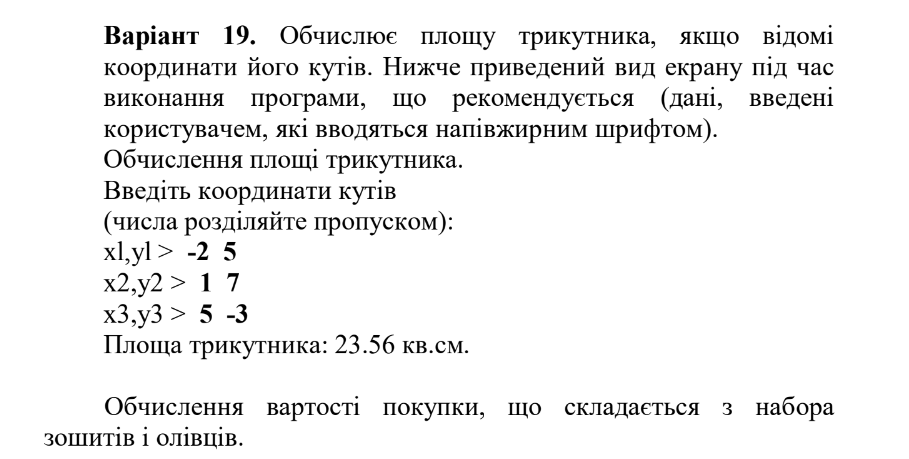 Варіант 19. Обчислює площу трикутника, якщо відомі
координати його кутів. Нижче приведений вид екрану під час
виконання програми, що рекомендується (дані, введені
користувачем, які вводяться напівжирним шрифтом).
Обчислення площі трикутника.
Введіть координати кутів
(числа розділяйте пропуском):
xl,yl > -2 5
x2,y2 > 1 7
x3,y3 > 5 -3
Площа трикутника: 23.56 кв.см.
Обчислення вартості покупки, що складається з набора
зошитів і олівців.